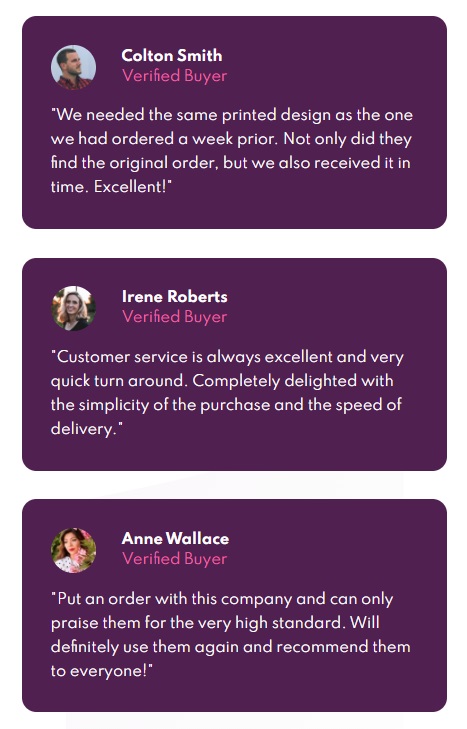 Colton Smith
Verified Buyer
"We needed the same printed design as the one
we had ordered a week prior. Not only did they
find the original order, but we also received it in
time. Excellent!"
Irene Roberts
Verified Buyer
"Customer service is always excellent and very
quick turn around. Completely delighted with
the simplicity of the purchase and the speed of
delivery."
Anne Wallace
Verified Buyer
"Put an order with this company and can only
praise them for the very high standard. Will
definitely use them again and recommend them
to everyone!"